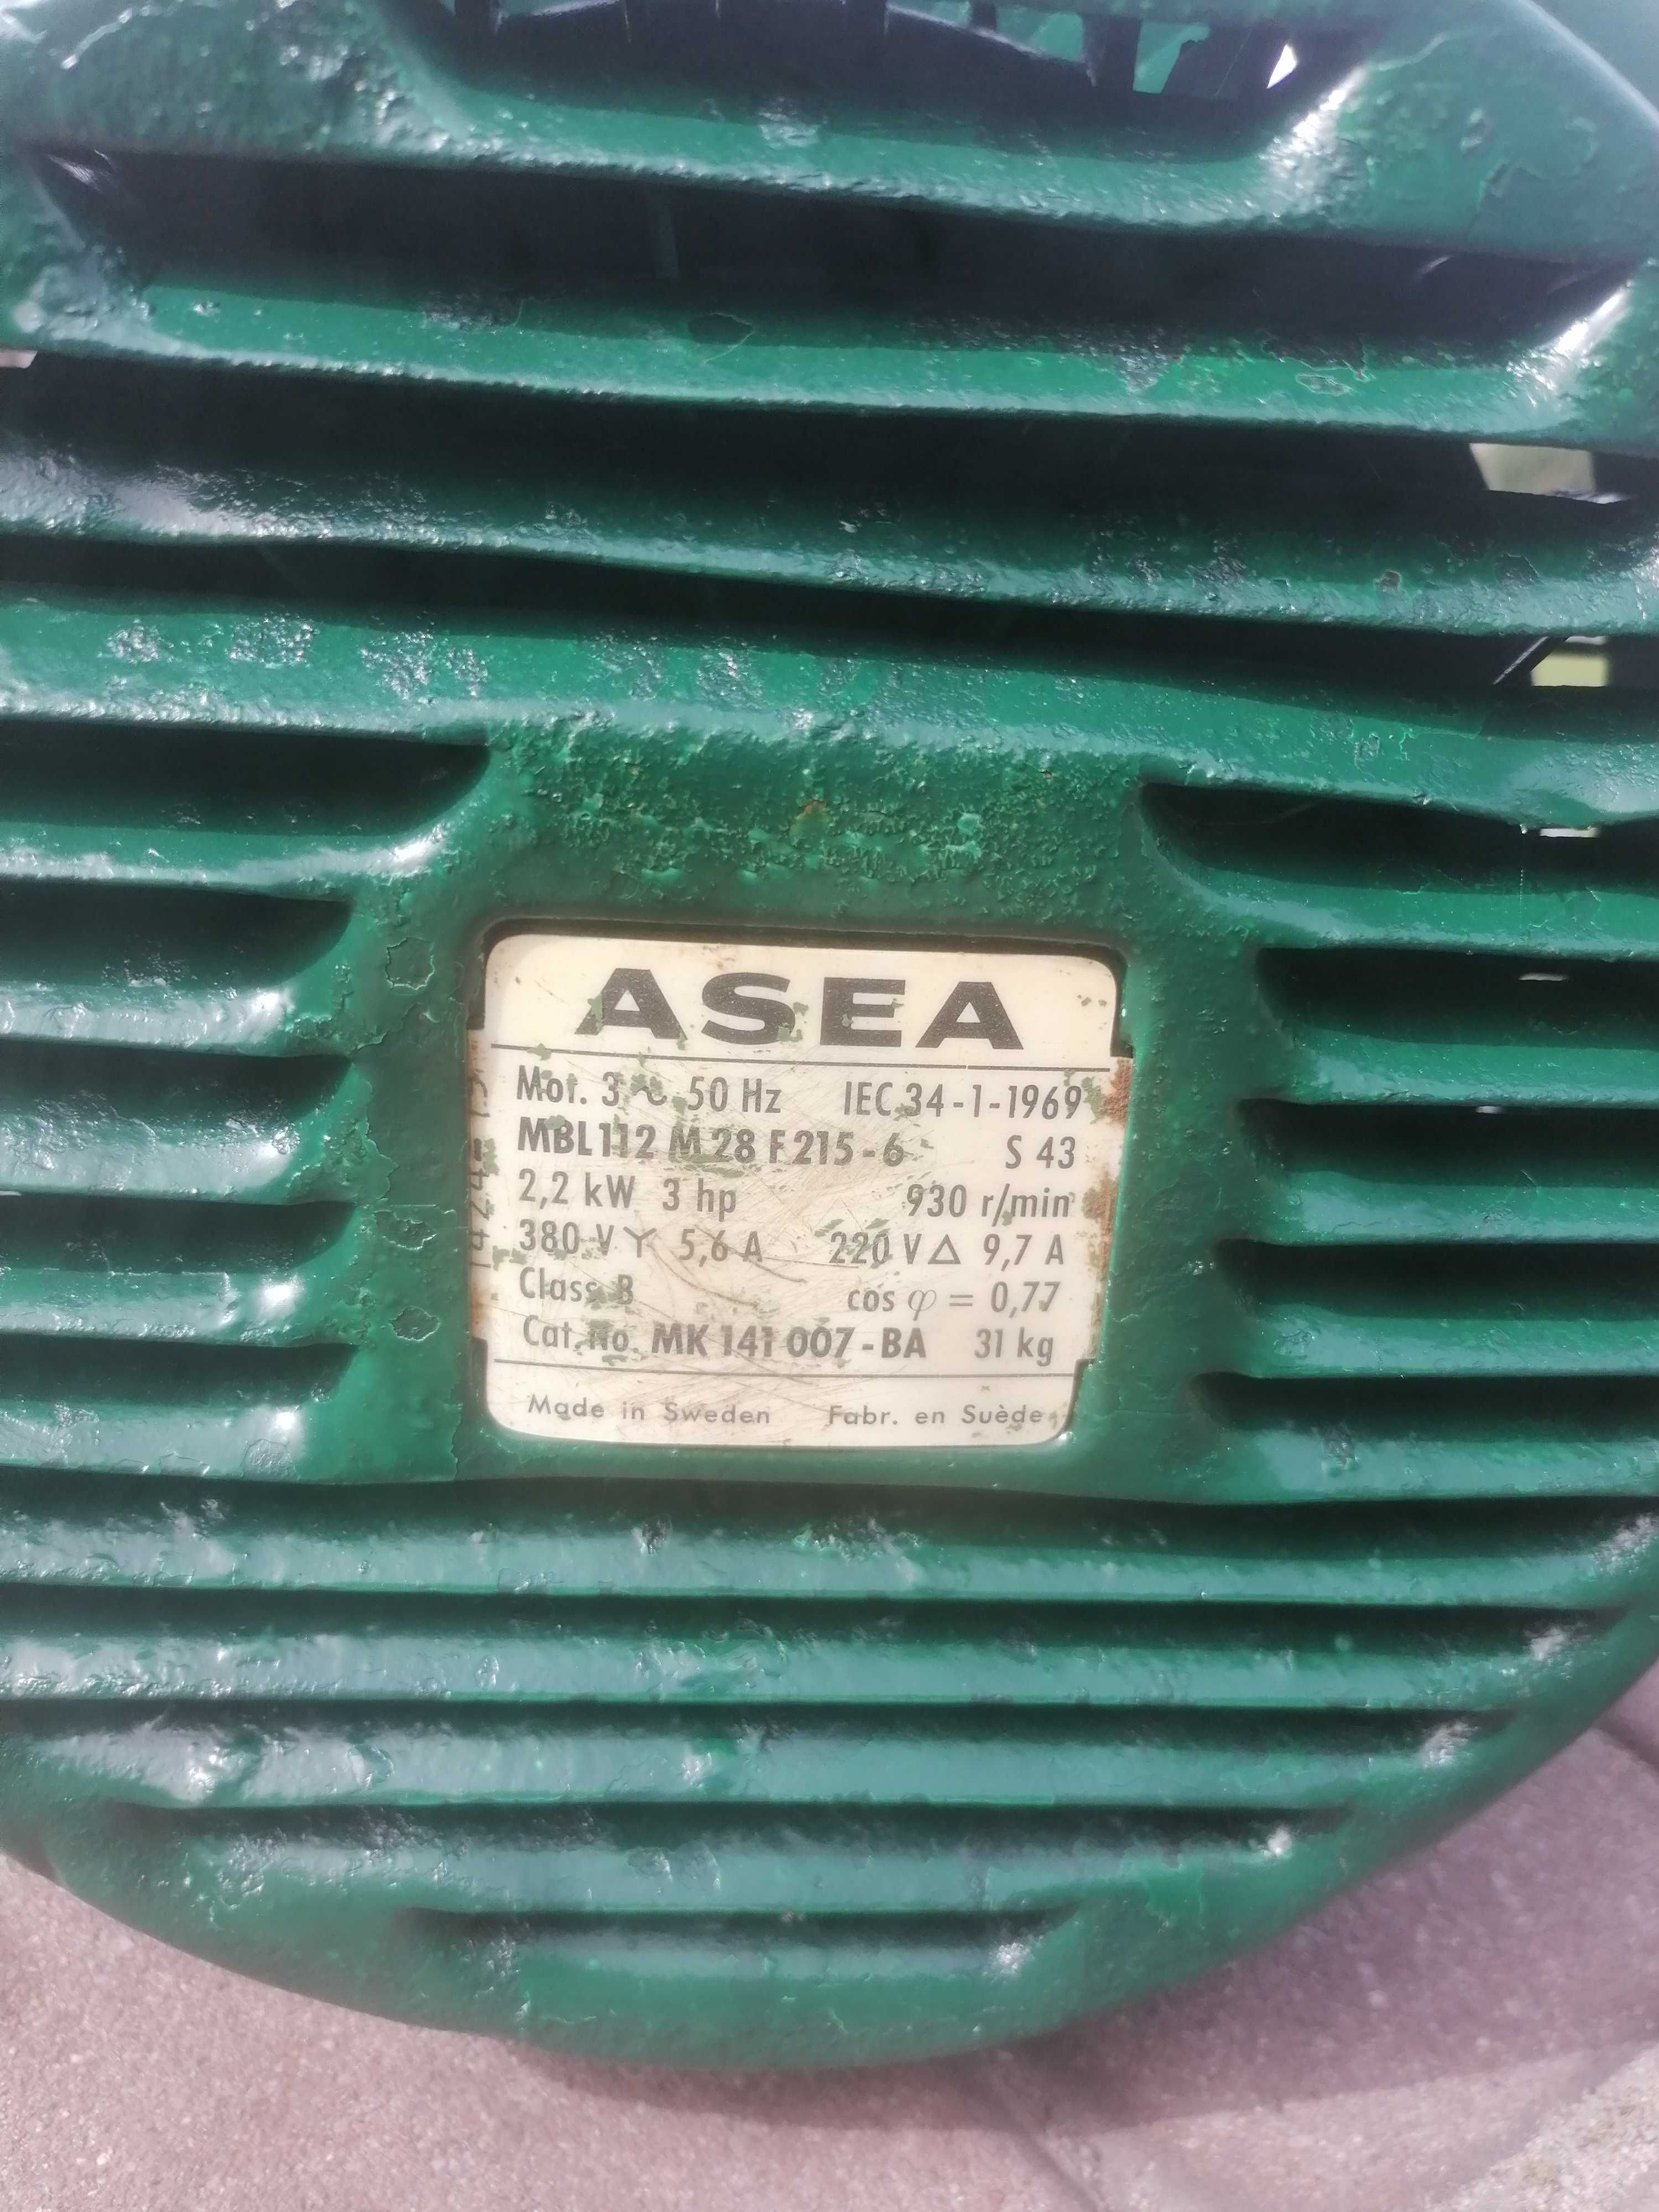 ASEA
Mot. 3 ~ 50 Hz IEC 34-1-1969
MBL112 M 28 F 215-6 S 43
2,2 kW 3 hp 930 r/min
380 V Y 5,6 A 220 V Δ 9,7 A
Class B cos φ = 0,77
Cat. No. MK 141 007-BA 31 kg
Made in Sweden Fabr. en Suède